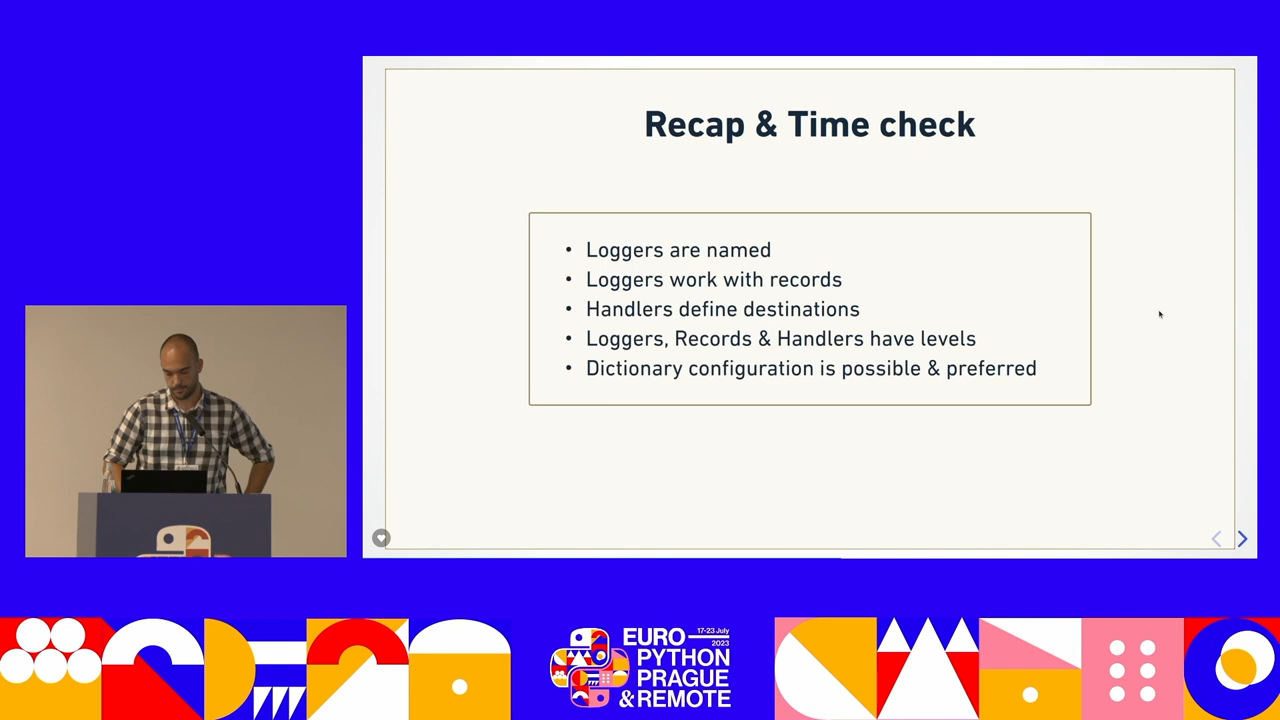 Recap & Time check
• Loggers are named
• Loggers work with records
• Handlers define destinations
• Loggers, Records & Handlers have levels
• Dictionary configuration is possible & preferred
EURO
17-23 July
2023
PYTHON
PRAGUE
& REMOTE